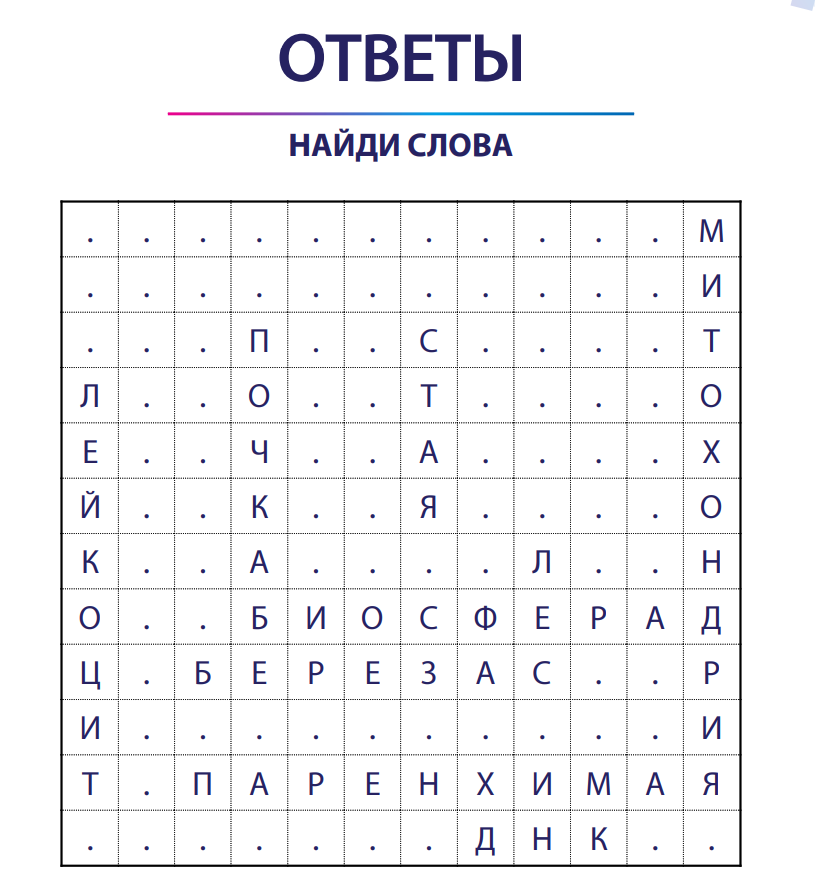 ОТВЕТЫ
НАЙДИ СЛОВА
. . . . . . . . . . . М
. . . . . . . . . . . И
. . . П . . С . . . . Т
Л . . О . . Т . . . . О
Е . . Ч . . А . . . . Х
Й . . К . . Я . . . . О
К . . А . . . . Л . . Н
О . . Б И О С Ф Е Р А Д
Ц . Б Е Р Е З А С . . Р
И . . . . . . . . . . И
Т . П А Р Е Н Х И М А Я
. . . . . . . Д Н К . .